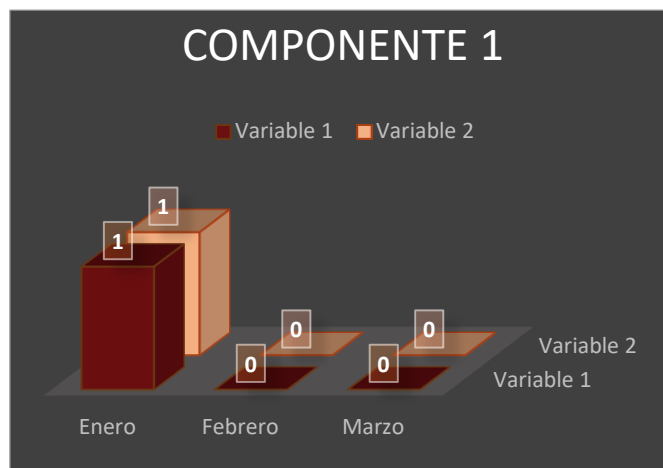 COMPONENTE 1
Variable 1 Variable 2
1
1
0 0
0 0
Variable 2
Variable 1
Enero Febrero Marzo